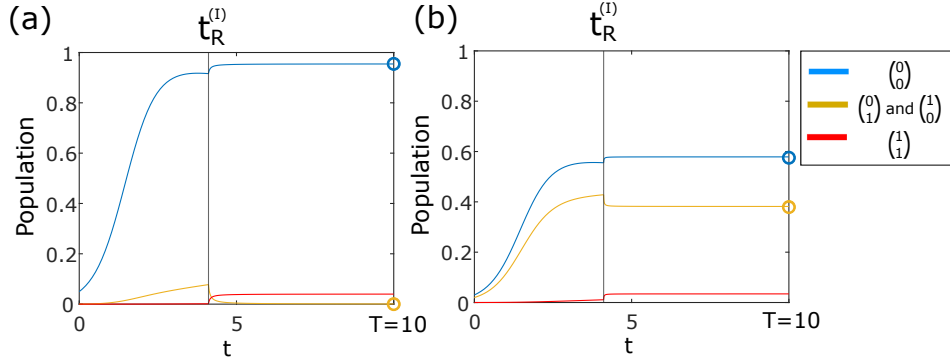 (a)
t_R^(I)
1
0.8
0.6
0.4
0.2
0
Population
0
5
T=10
t
(b)
t_R^(I)
1
0.8
0.6
0.4
0.2
0
Population
0
5
T=10
t
(0 0)
(0 1) and (1 0)
(1 1)